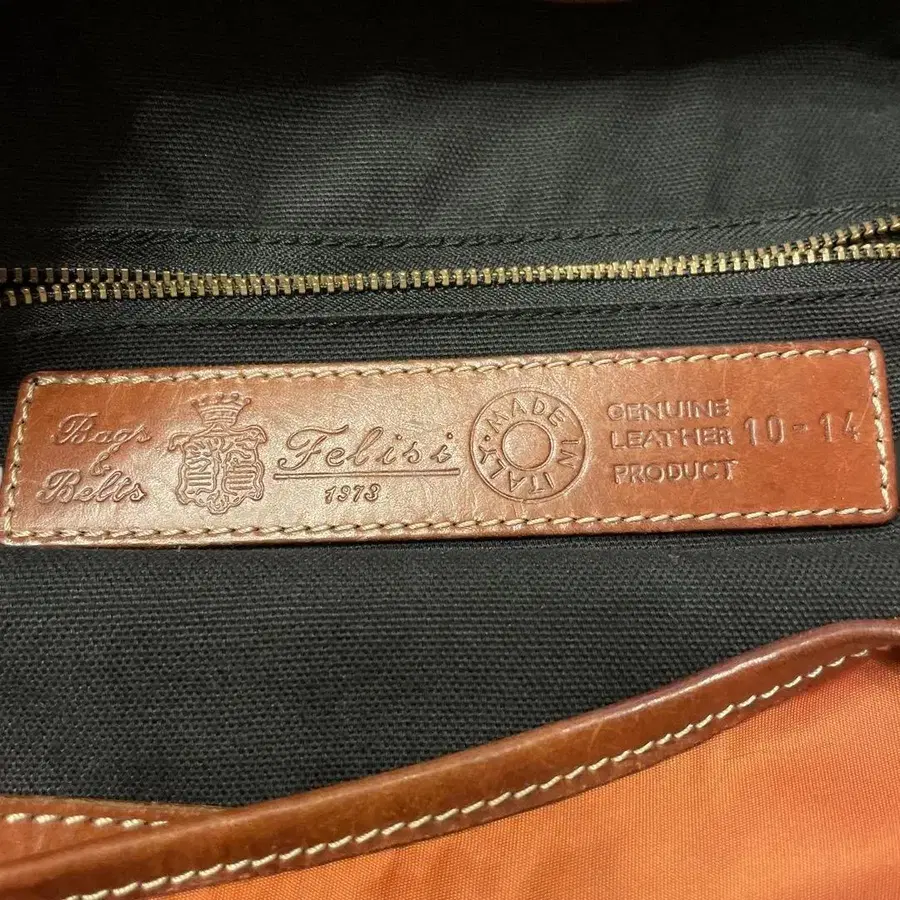 Bags
&
Belts
Felisi
1973
MADE IN ITALY
GENUINE
LEATHER 10-14
PRODUCT